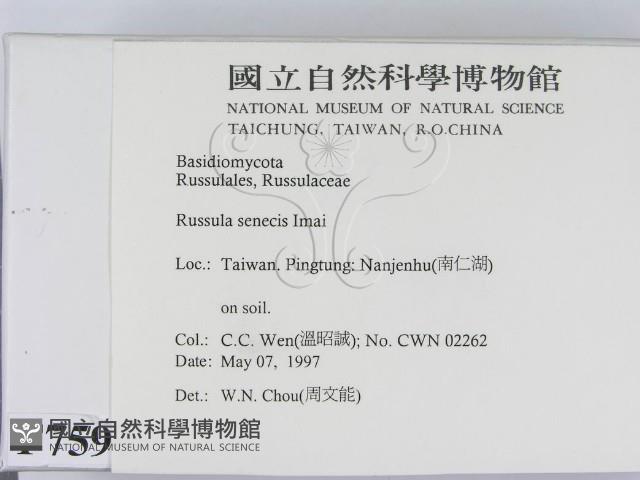 國立自然科學博物館
NATIONAL MUSEUM OF NATURAL SCIENCE
TAICHUNG, TAIWAN, R.O.CHINA
Basidiomycota
Russulales, Russulaceae
Russula senecis Imai
Loc.: Taiwan. Pingtung: Nanjenhu(南仁湖)
on soil.
Col.: C.C. Wen(溫昭誠); No. CWN 02262
Date: May 07, 1997
Det.: W.N. Chou(周文能)
759
國立自然科學博物館
NATIONAL MUSEUM OF NATURAL SCIENCE